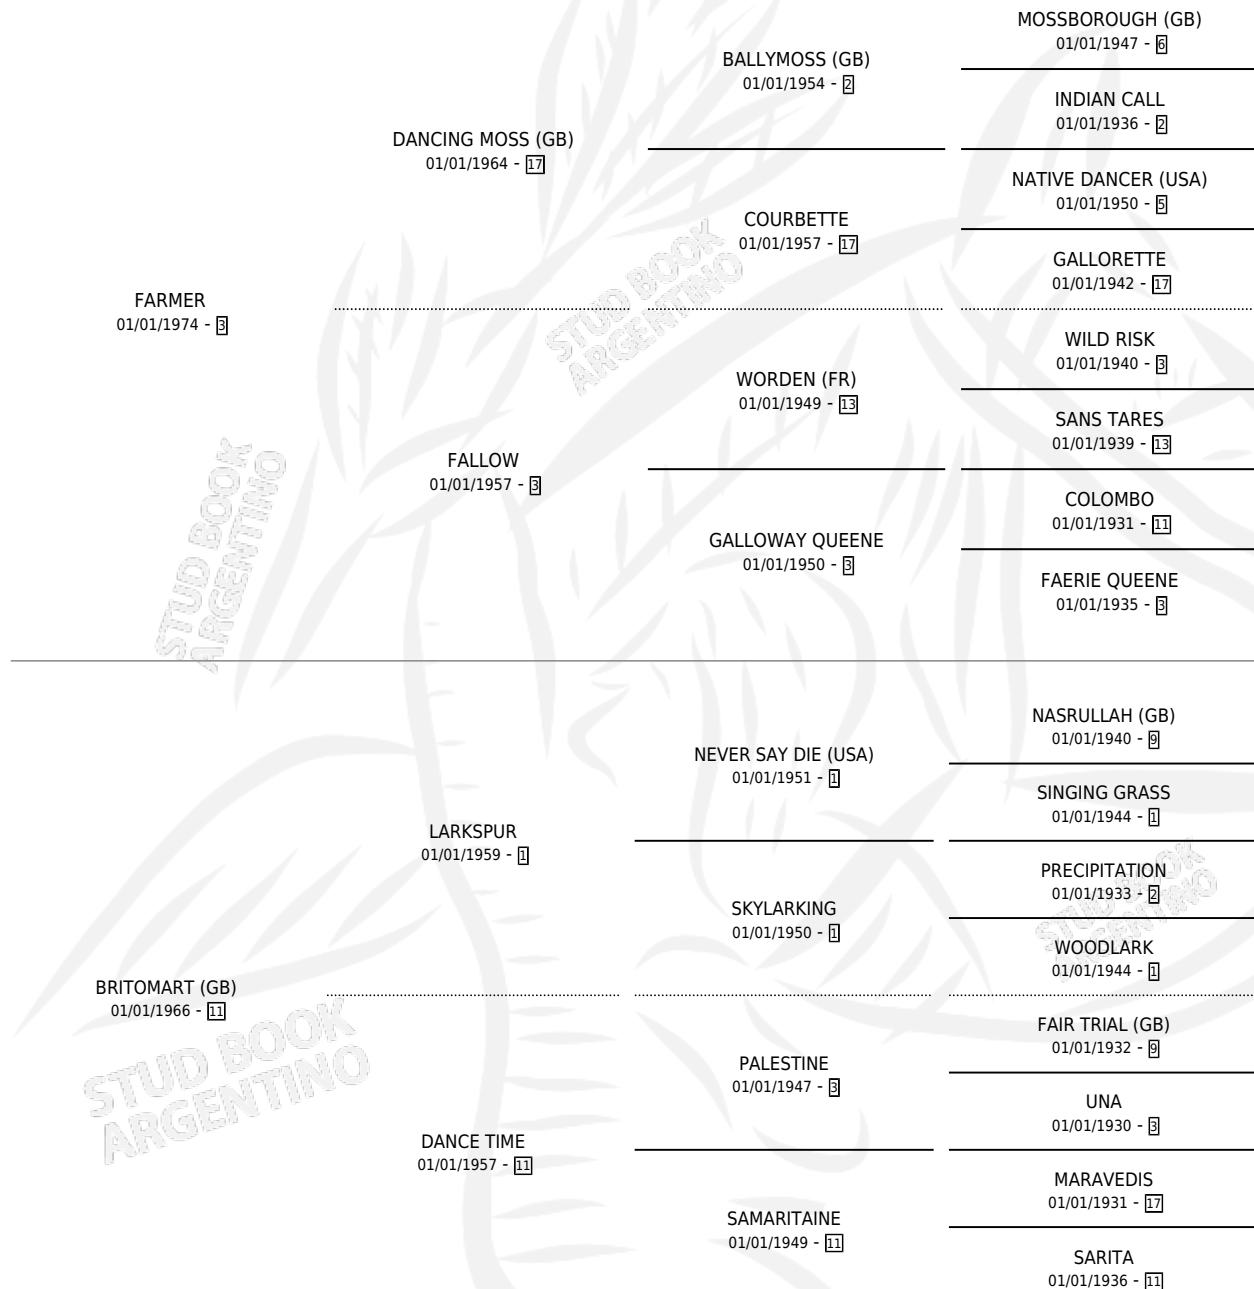 MOSSBOROUGH (GB)
01/01/1947 - 6
BALLYMOSS (GB)
01/01/1954 - 2
INDIAN CALL
01/01/1936 - 2
DANCING MOSS (GB)
01/01/1964 - 17
NATIVE DANCER (USA)
01/01/1950 - 5
COURBETTE
01/01/1957 - 17
GALLORETTE
01/01/1942 - 17
FARMER
01/01/1974 - 3
WILD RISK
01/01/1940 - 3
WORDEN (FR)
01/01/1949 - 13
SANS TARES
01/01/1939 - 13
FALLOW
01/01/1957 - 3
COLOMBO
01/01/1931 - 11
GALLOWAY QUEENE
01/01/1950 - 3
FAERIE QUEENE
01/01/1935 - 3
STUD BOOK
ARGENTINO
STUD BOOK
ARGENTINO
NASRULLAH (GB)
01/01/1940 - 9
NEVER SAY DIE (USA)
01/01/1951 - 1
SINGING GRASS
01/01/1944 - 1
LARKSPUR
01/01/1959 - 1
PRECIPITATION
01/01/1933 - 2
SKYLARKING
01/01/1950 - 1
WOODLARK
01/01/1944 - 1
STUD BOOK
ARGENTINO
BRITOMART (GB)
01/01/1966 - 11
FAIR TRIAL (GB)
01/01/1932 - 9
PALESTINE
01/01/1947 - 3
UNA
01/01/1930 - 3
DANCE TIME
01/01/1957 - 11
MARAVEDIS
01/01/1931 - 17
SAMARITAINE
01/01/1949 - 11
SARITA
01/01/1936 - 11
STUD BOOK
ARGENTINO